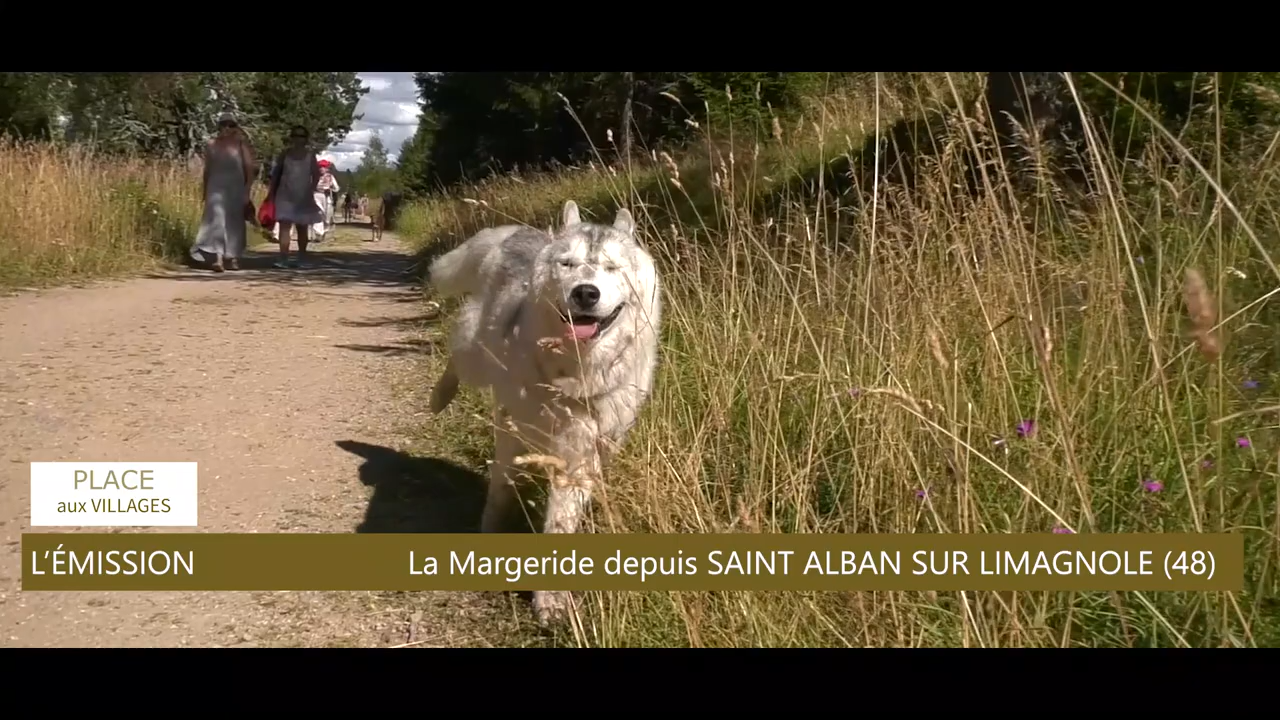 PLACE
aux VILLAGES
L'ÉMISSION
La Margeride depuis SAINT ALBAN SUR LIMAGNOLE (48)